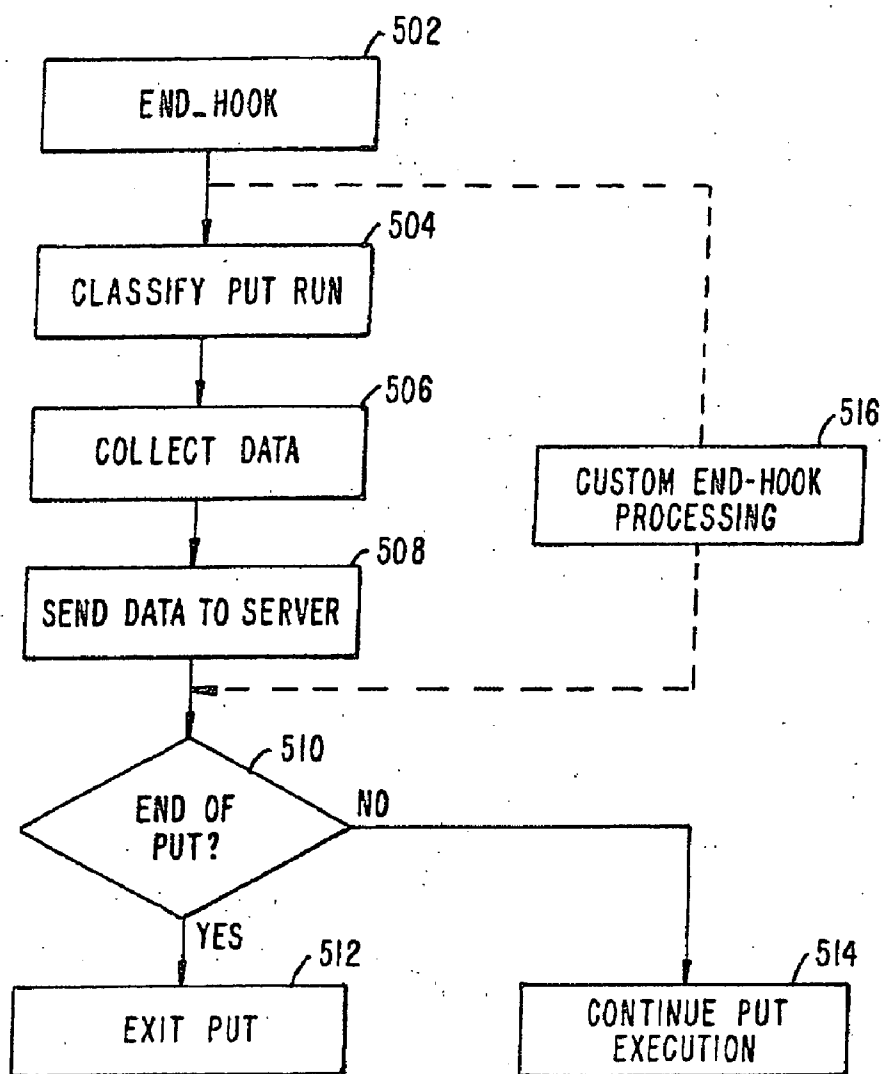 502
END_HOOK
504
CLASSIFY PUT RUN
506
COLLECT DATA
516
CUSTOM END-HOOK
PROCESSING
508
SEND DATA TO SERVER
510
END OF
PUT?
NO
YES
512
EXIT PUT
514
CONTINUE PUT
EXECUTION